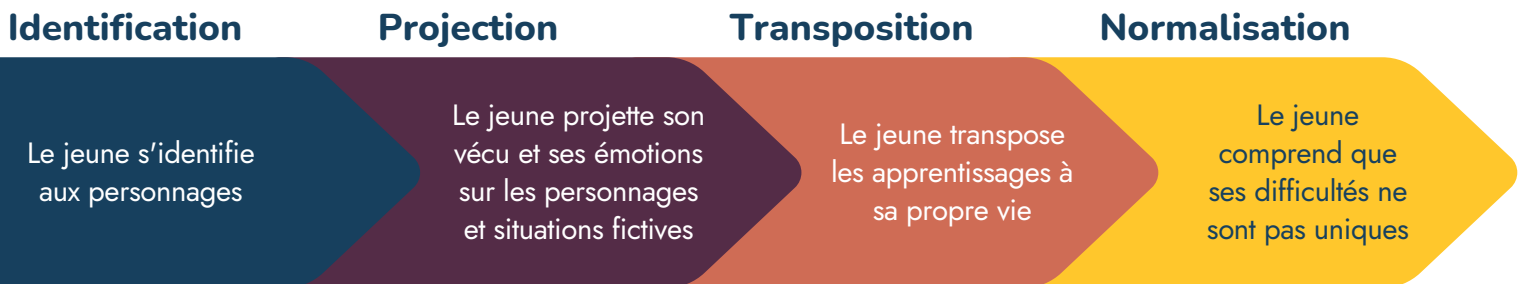 Identification
Le jeune s'identifie
aux personnages
Projection
Le jeune projette son
vécu et ses émotions
sur les personnages
et situations fictives
Transposition
Le jeune transpose
les apprentissages à
sa propre vie
Normalisation
Le jeune
comprend que
ses difficultés ne
sont pas uniques